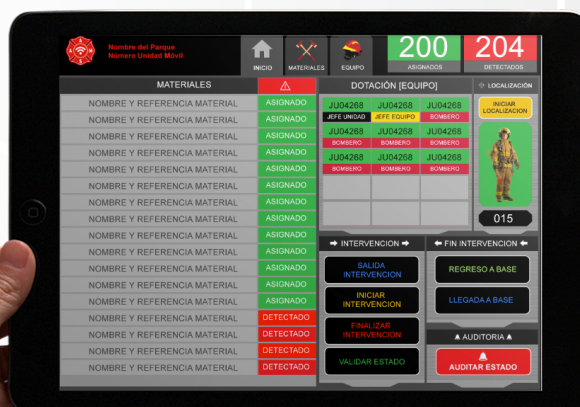 Nombre del Parque
Número Unidad Móvil
INICIO
MATERIALES
EQUIPO
200
ASIGNADOS
204
DETECTADOS
MATERIALES
NOMBRE Y REFERENCIA MATERIAL ASIGNADO
NOMBRE Y REFERENCIA MATERIAL ASIGNADO
NOMBRE Y REFERENCIA MATERIAL ASIGNADO
NOMBRE Y REFERENCIA MATERIAL ASIGNADO
NOMBRE Y REFERENCIA MATERIAL ASIGNADO
NOMBRE Y REFERENCIA MATERIAL ASIGNADO
NOMBRE Y REFERENCIA MATERIAL ASIGNADO
NOMBRE Y REFERENCIA MATERIAL ASIGNADO
NOMBRE Y REFERENCIA MATERIAL ASIGNADO
NOMBRE Y REFERENCIA MATERIAL ASIGNADO
NOMBRE Y REFERENCIA MATERIAL ASIGNADO
NOMBRE Y REFERENCIA MATERIAL ASIGNADO
NOMBRE Y REFERENCIA MATERIAL ASIGNADO
NOMBRE Y REFERENCIA MATERIAL DETECTADO
NOMBRE Y REFERENCIA MATERIAL DETECTADO
NOMBRE Y REFERENCIA MATERIAL DETECTADO
NOMBRE Y REFERENCIA MATERIAL DETECTADO
DOTACIÓN [EQUIPO]
JU04268 JU04268 JU04268
JEFE UNIDAD JEFE EQUIPO BOMBERO
JU04268 JU04268 JU04268
BOMBERO BOMBERO BOMBERO
JU04268 JU04268 JU04268
BOMBERO BOMBERO BOMBERO
LOCALIZACIÓN
INICIAR
LOCALIZACION
015
INTERVENCION
SALIDA
INTERVENCION
INICIAR
INTERVENCION
FINALIZAR
INTERVENCION
VALIDAR ESTADO
FIN INTERVENCION
REGRESO A BASE
LLEGADA A BASE
AUDITORIA
AUDITAR ESTADO